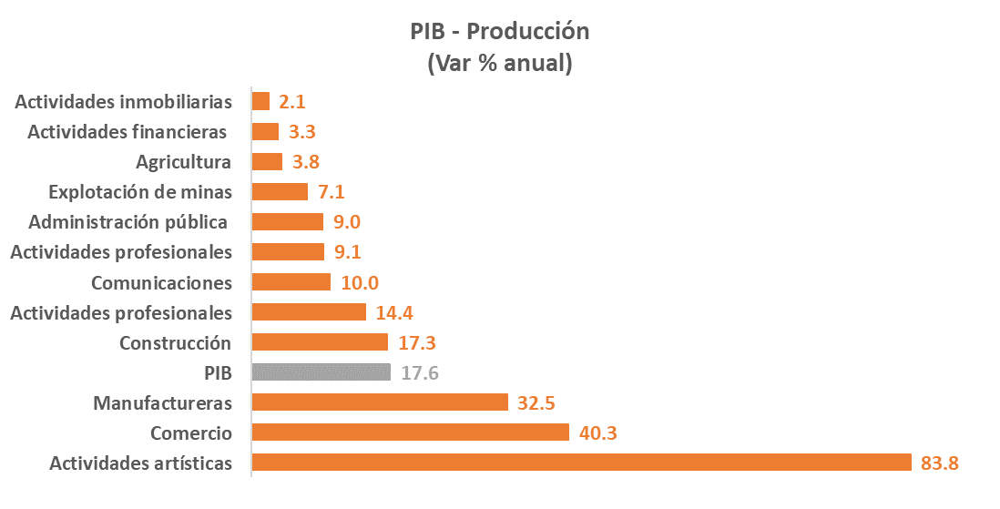 PIB - Producción
(Var % anual)
Actividades inmobiliarias 2.1
Actividades financieras 3.3
Agricultura 3.8
Explotación de minas 7.1
Administración pública 9.0
Actividades profesionales 9.1
Comunicaciones 10.0
Actividades profesionales 14.4
Construcción 17.3
PIB 17.6
Manufactureras 32.5
Comercio 40.3
Actividades artísticas 83.8